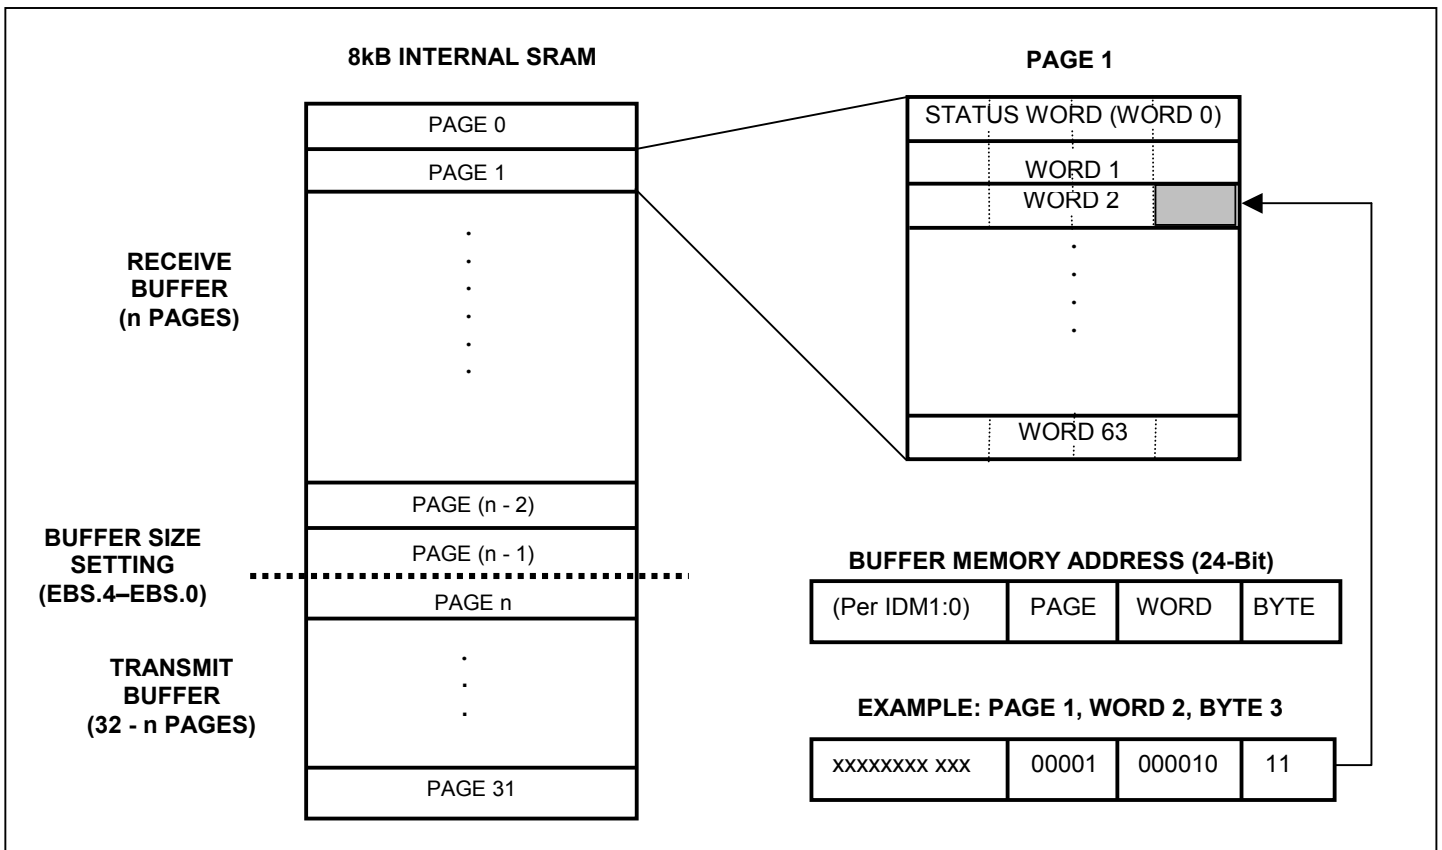 8kB INTERNAL SRAM
PAGE 0
PAGE 1
RECEIVE
BUFFER
(n PAGES)
PAGE (n - 2)
PAGE (n - 1)
BUFFER SIZE
SETTING
(EBS.4–EBS.0)
PAGE n
TRANSMIT
BUFFER
(32 - n PAGES)
PAGE 31
PAGE 1
STATUS WORD (WORD 0)
WORD 1
WORD 2
WORD 63
BUFFER MEMORY ADDRESS (24-Bit)
(Per IDM1:0) PAGE WORD BYTE
EXAMPLE: PAGE 1, WORD 2, BYTE 3
xxxxxxxx xxx 00001 000010 11